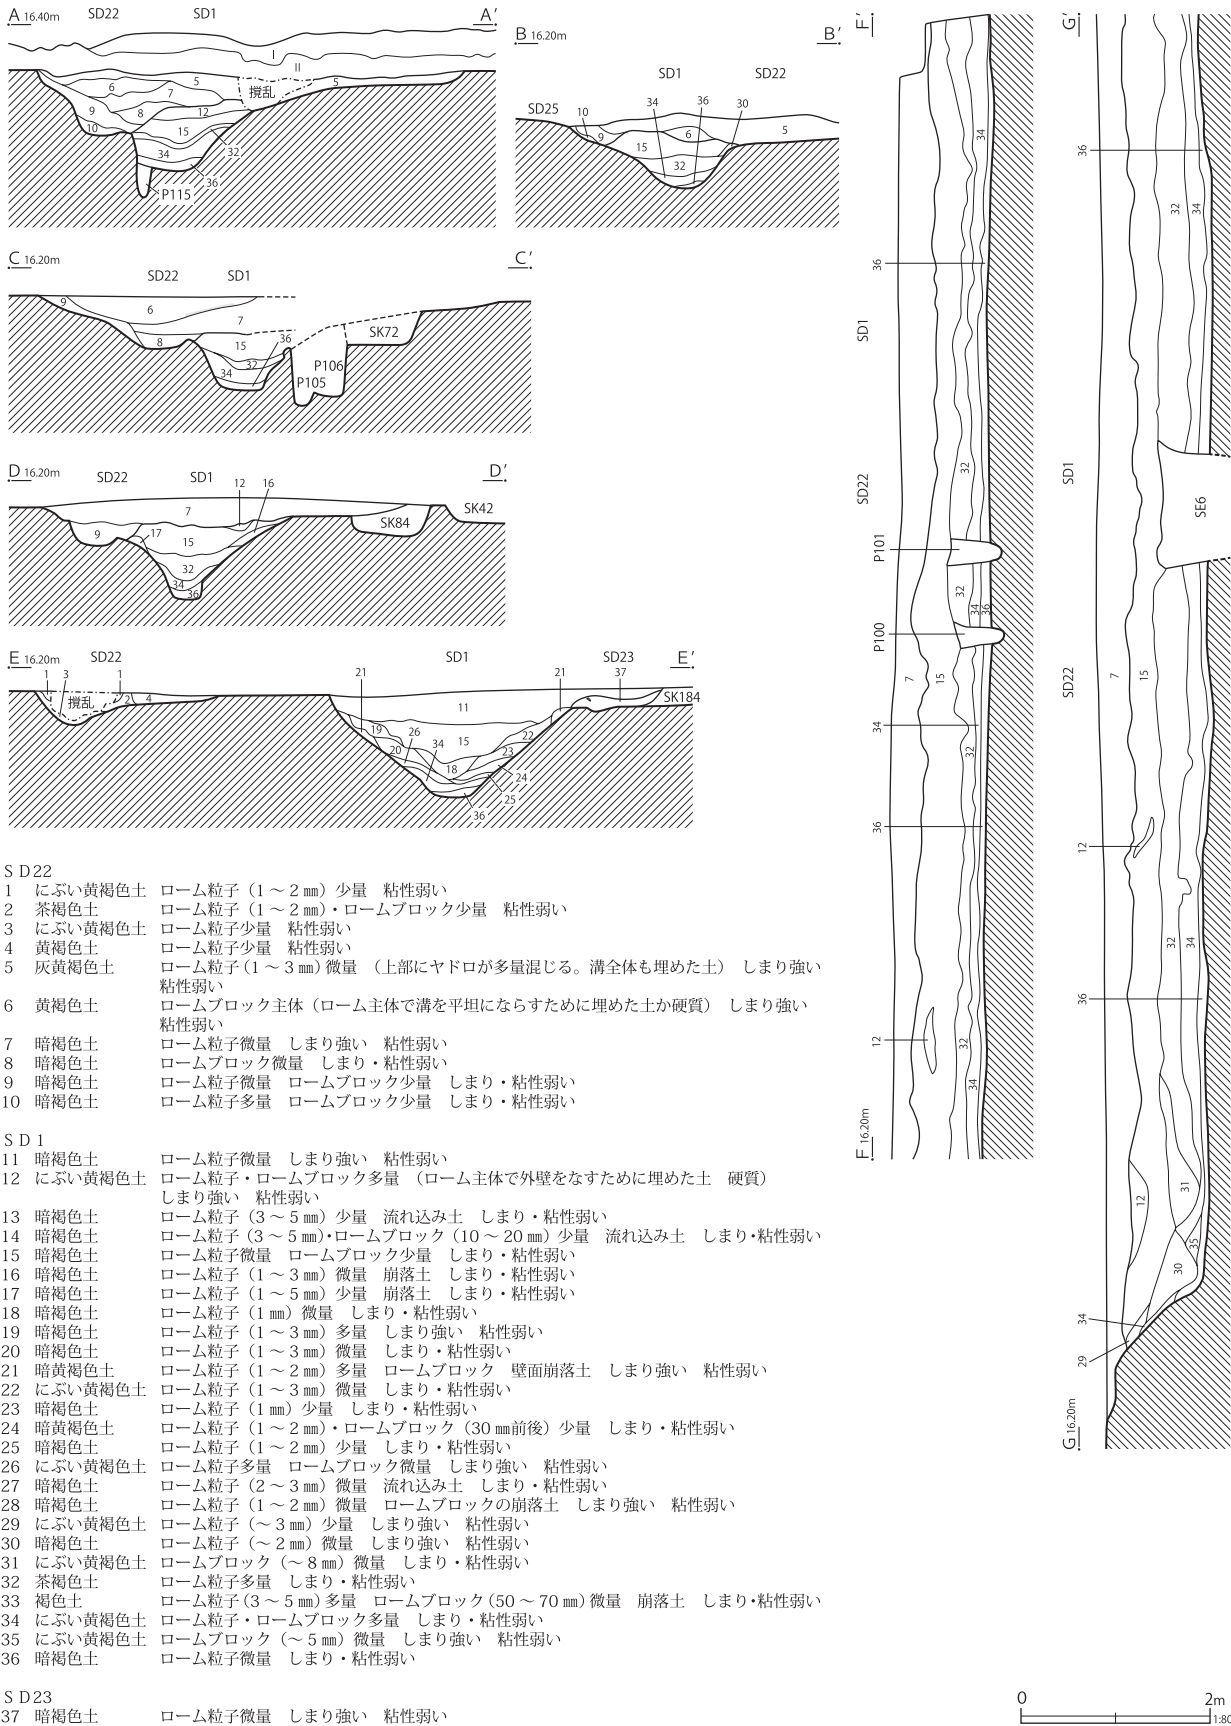 A 16.40m SD22 SD1 A′
I
II
5 5
6 7 撹乱
9 8 12
10 15
34 32
36
P115
B 16.20m B′
SD1 SD22
SD25 10 34 36 30
9 15 6 5
32
C 16.20m C′
SD22 SD1
9 6 7
8 15 36 SK72
32 P106
34 P105
D 16.20m SD22 SD1 D′
12 16
7 SK84 SK42
9 17 15
32
34
36
E 16.20m SD22 SD1 SD23 E′
1 3 1 21 21 37
撹乱 2 4 11 SK184
19 26 15 22
20 34 23
18 24
25
36
F′
34
36
SD1
32
SD22
P101
32 34 36
P100
7 15
34
32
36
12 32
34
F 16.20m
G′
36
32 34
SD1
SE6
SD22
7 15
12
32 34
36
12 31
35
30
34
29
G 16.20m
ＳＤ22
1 にぶい黄褐色土 ローム粒子（1～2㎜）少量　粘性弱い
2 茶褐色土 ローム粒子（1～2㎜）・ロームブロック少量　粘性弱い
3 にぶい黄褐色土 ローム粒子少量　粘性弱い
4 黄褐色土 ローム粒子少量　粘性弱い
5 灰黄褐色土 ローム粒子（1～3㎜）微量　（上部にヤドロが多量混じる。溝全体も埋めた土）　しまり強い
粘性弱い
6 黄褐色土 ロームブロック主体（ローム主体で溝を平坦にならすために埋めた土か硬質）　しまり強い
粘性弱い
7 暗褐色土 ローム粒子微量　しまり強い　粘性弱い
8 暗褐色土 ロームブロック微量　しまり・粘性弱い
9 暗褐色土 ローム粒子微量　ロームブロック少量　しまり・粘性弱い
10 暗褐色土 ローム粒子多量　ロームブロック少量　しまり・粘性弱い
ＳＤ1
11 暗褐色土 ローム粒子微量　しまり強い　粘性弱い
12 にぶい黄褐色土 ローム粒子・ロームブロック多量　（ローム主体で外壁をなすために埋めた土　硬質）
しまり強い　粘性弱い
13 暗褐色土 ローム粒子（3～5㎜）少量　流れ込み土　しまり・粘性弱い
14 暗褐色土 ローム粒子（3～5㎜）・ロームブロック（10～20㎜）少量　流れ込み土　しまり・粘性弱い
15 暗褐色土 ローム粒子微量　ロームブロック少量　しまり・粘性弱い
16 暗褐色土 ローム粒子（1～3㎜）微量　崩落土　しまり・粘性弱い
17 暗褐色土 ローム粒子（1～5㎜）少量　崩落土　しまり・粘性弱い
18 暗褐色土 ローム粒子（1㎜）微量　しまり・粘性弱い
19 暗褐色土 ローム粒子（1～3㎜）多量　しまり強い　粘性弱い
20 暗褐色土 ローム粒子（1～3㎜）微量　しまり・粘性弱い
21 暗黄褐色土 ローム粒子（1～2㎜）多量　ロームブロック　壁面崩落土　しまり強い　粘性弱い
22 にぶい黄褐色土 ローム粒子（1～3㎜）微量　しまり・粘性弱い
23 暗褐色土 ローム粒子（1㎜）少量　しまり・粘性弱い
24 暗黄褐色土 ローム粒子（1～2㎜）・ロームブロック（30㎜前後）少量　しまり・粘性弱い
25 暗褐色土 ローム粒子（1～2㎜）少量　しまり・粘性弱い
26 にぶい黄褐色土 ローム粒子多量　ロームブロック微量　しまり強い　粘性弱い
27 暗褐色土 ローム粒子（2～3㎜）微量　流れ込み土　しまり・粘性弱い
28 暗褐色土 ローム粒子（1～2㎜）微量　ロームブロックの崩落土　しまり強い　粘性弱い
29 にぶい黄褐色土 ローム粒子（～3㎜）少量　しまり強い　粘性弱い
30 暗褐色土 ローム粒子（～2㎜）微量　しまり強い　粘性弱い
31 にぶい黄褐色土 ロームブロック（～8㎜）微量　しまり・粘性弱い
32 茶褐色土 ローム粒子多量　しまり・粘性弱い
33 褐色土 ローム粒子（3～5㎜）多量　ロームブロック（50～70㎜）微量　崩落土　しまり・粘性弱い
34 にぶい黄褐色土 ローム粒子・ロームブロック多量　しまり・粘性弱い
35 にぶい黄褐色土 ロームブロック（～5㎜）微量　しまり強い　粘性弱い
36 暗褐色土 ローム粒子微量　しまり・粘性弱い
ＳＤ23
37 暗褐色土 ローム粒子微量　しまり強い　粘性弱い
0 2m
1:80